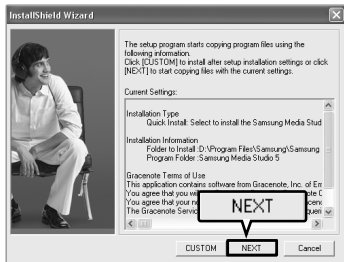 InstallShield Wizard
The setup program starts copying program files using the
following information.
Click [CUSTOM] to install after setup installation settings or click
[NEXT] to start copying files with the current settings.
Current Settings:
Installation Type
Quick Install: Select to install the Samsung Media Stud
Installation Information
Folder to Install :D:\Program Files\Samsung\Samsung
Program Folder :Samsung Media Studio 5
Gracenote Terms of Use
This application contains software from Gracenote, Inc. of Em
You agree that you wi
You agree that your
The Gracenote Servic
NEXT
CUSTOM NEXT Cancel